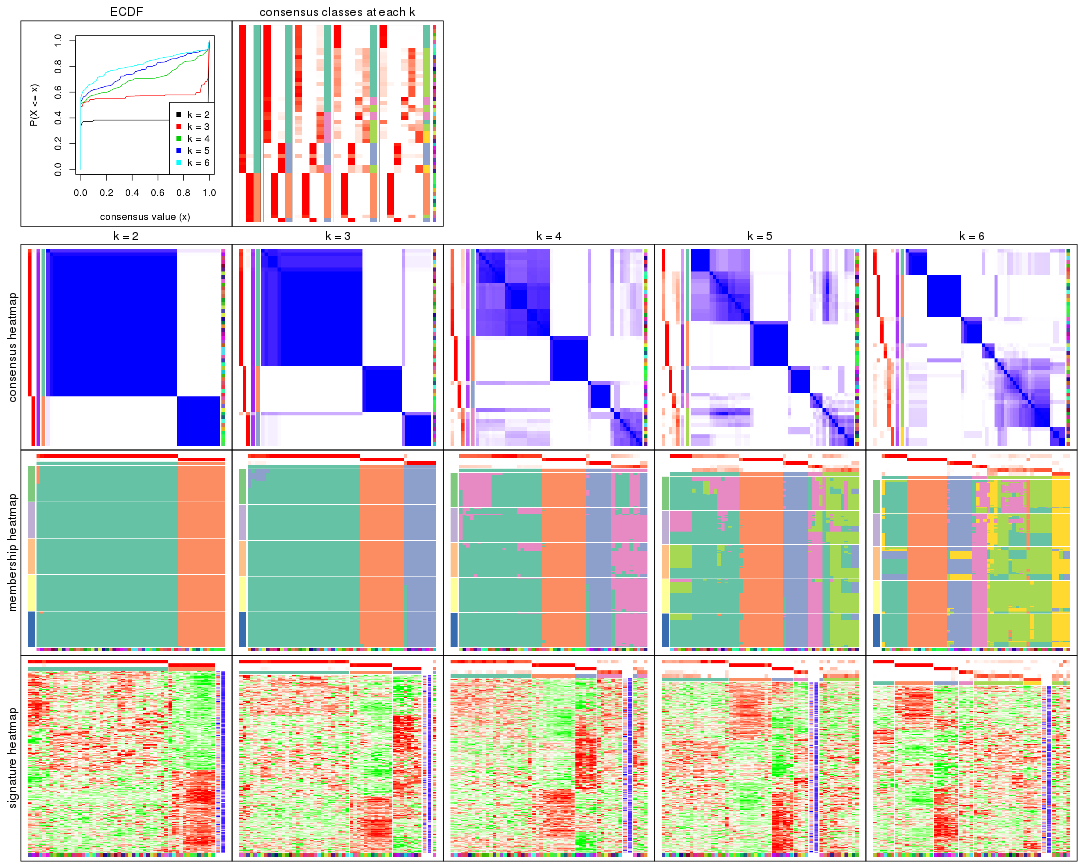 ECDF
consensus classes at each k
P(X <= x)
0.0
0.2
0.4
0.6
0.8
1.0
k = 2
k = 3
k = 4
k = 5
k = 6
0.0 0.2 0.4 0.6 0.8 1.0
consensus value (x)
k = 2
k = 3
k = 4
k = 5
k = 6
consensus heatmap
membership heatmap
signature heatmap